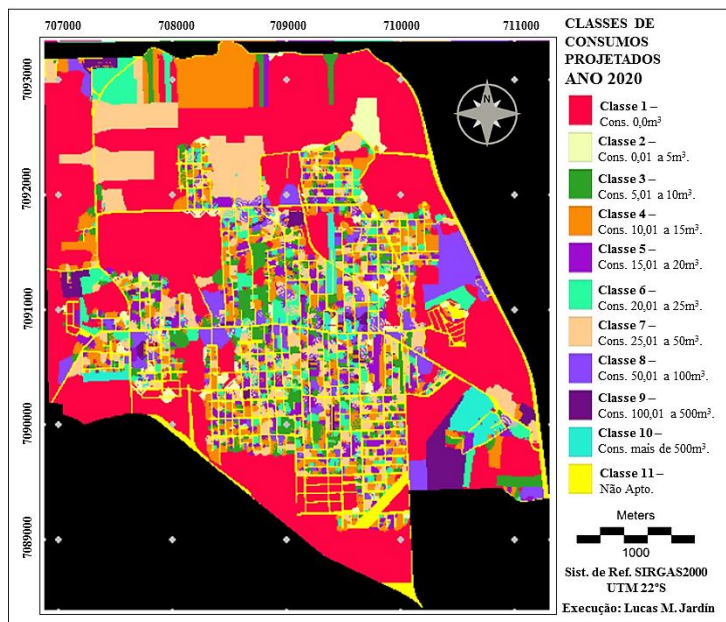 707000 708000 709000 710000 711000
7093000
7092000
7091000
7090000
7089000
N
CLASSES DE
CONSUMOS
PROJETADOS
ANO 2020
Classe 1 –
Cons. 0,0m³
Classe 2 –
Cons. 0,01 a 5m³.
Classe 3 –
Cons. 5,01 a 10m³.
Classe 4 –
Cons. 10,01 a 15m³.
Classe 5 –
Cons. 15,01 a 20m³.
Classe 6 –
Cons. 20,01 a 25m³.
Classe 7 –
Cons. 25,01 a 50m³.
Classe 8 –
Cons. 50,01 a 100m³.
Classe 9 –
Cons. 100,01 a 500m³.
Classe 10 –
Cons. mais de 500m³.
Classe 11 –
Não Apto.
Meters
1000
Sist. de Ref. SIRGAS2000
UTM 22ºS
Execução: Lucas M. Jardín